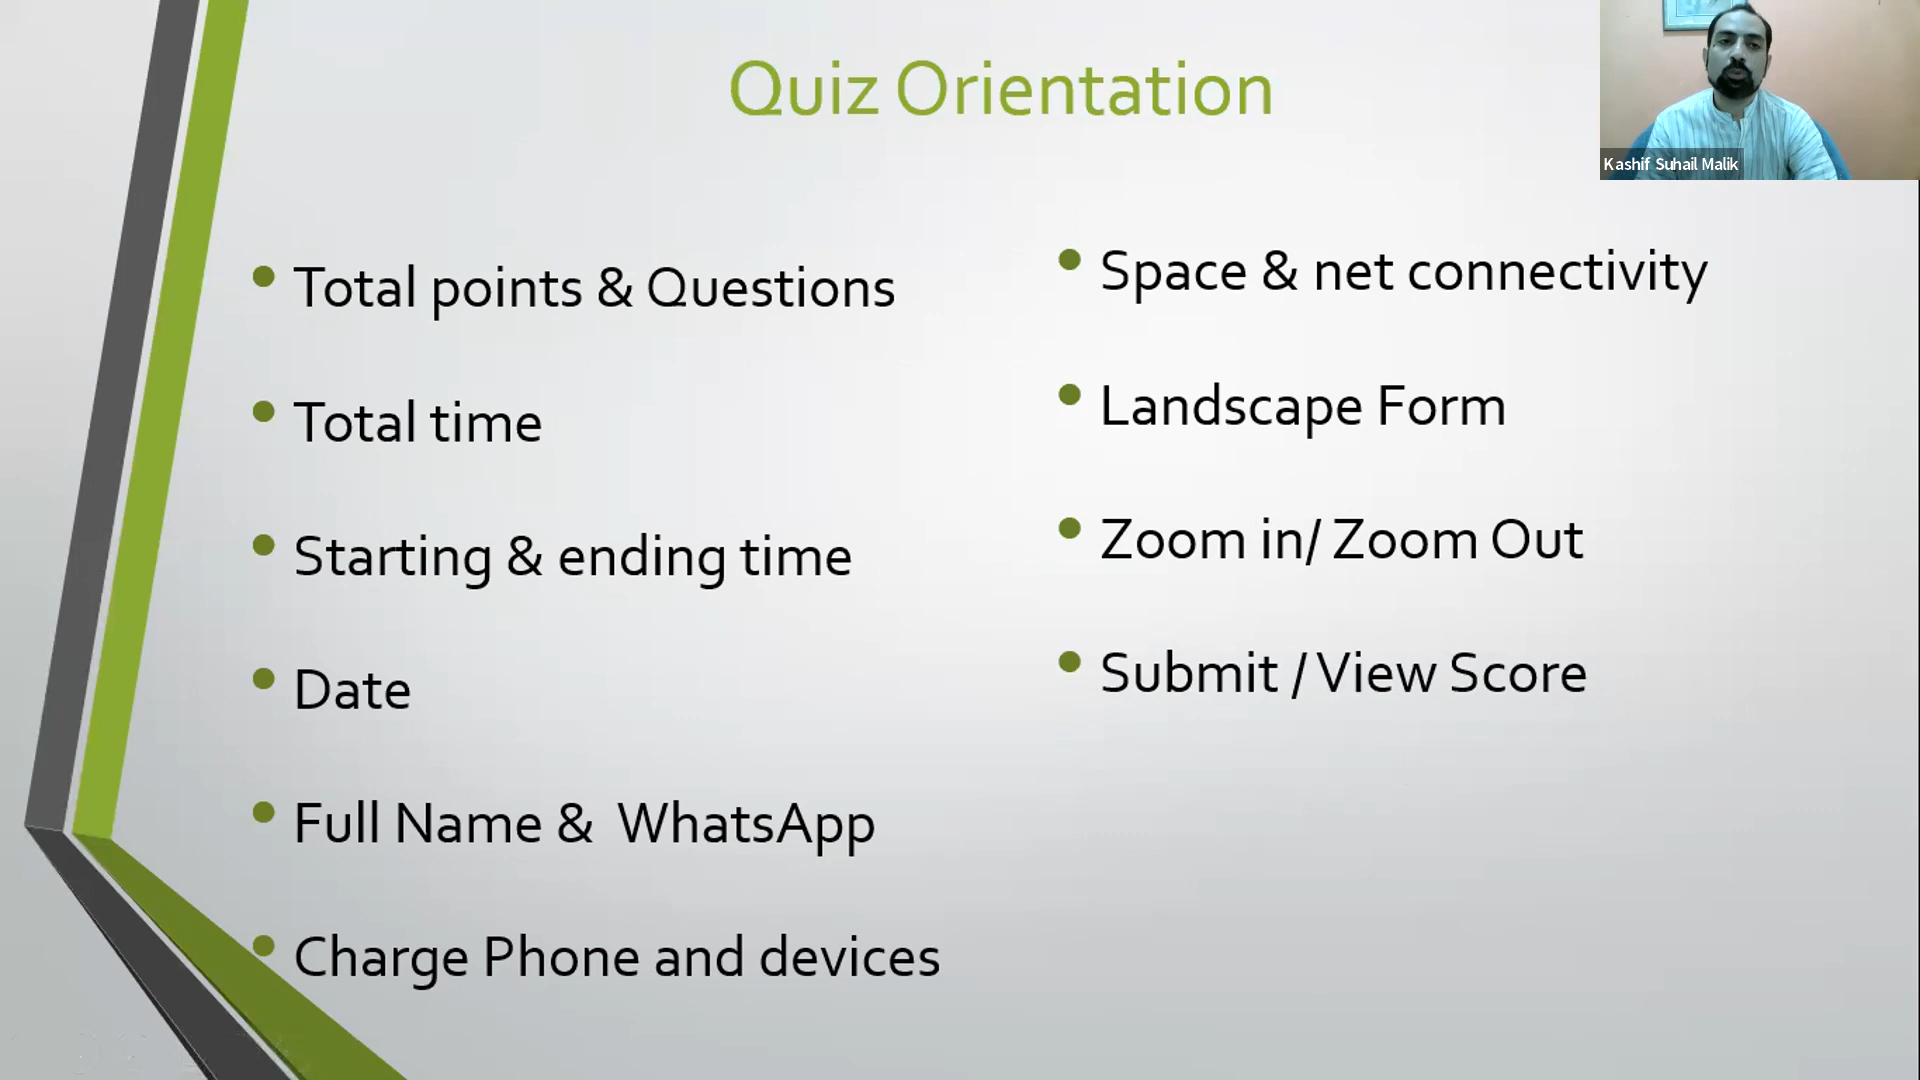 Quiz Orientation
Kashif Suhail Malik
• Total points & Questions
• Total time
• Starting & ending time
• Date
• Full Name & WhatsApp
• Charge Phone and devices
• Space & net connectivity
• Landscape Form
• Zoom in/ Zoom Out
• Submit / View Score